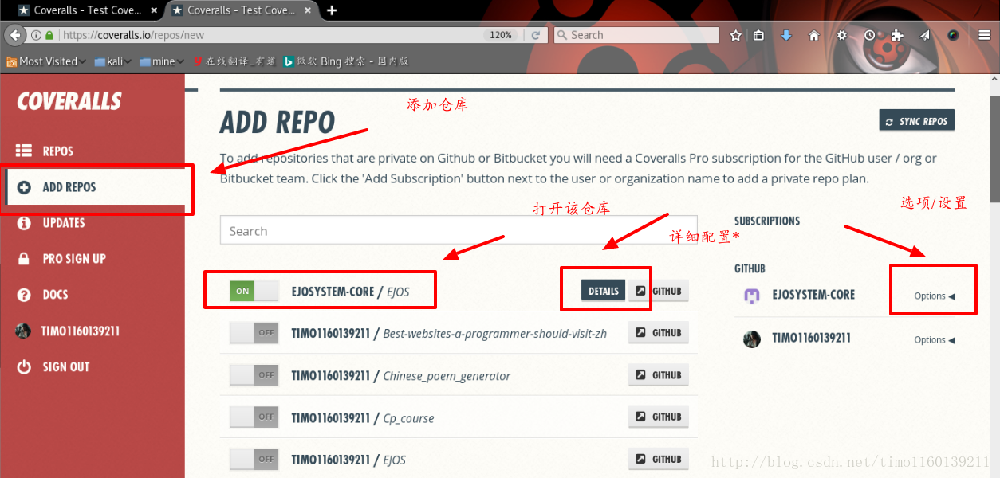 Coveralls - Test Cove...
Coveralls - Test Cove...
https://coveralls.io/repos/new
120%
Search
Most Visited
kali
mine
在线翻译_有道
微软 Bing 搜索 - 国内版
COVERALLS
REPOS
ADD REPOS
UPDATES
PRO SIGN UP
DOCS
TIMO1160139211
SIGN OUT
添加仓库
ADD REPO
SYNC REPOS
To add repositories that are private on Github or Bitbucket you will need a Coveralls Pro subscription for the GitHub user / org or
Bitbucket team. Click the 'Add Subscription' button next to the user or organization name to add a private repo plan.
打开该仓库
选项/设置
Search
详细配置*
SUBSCRIPTIONS
GITHUB
ON
EJOSYSTEM-CORE / EJOS
DETAILS
GITHUB
EJOSYSTEM-CORE
Options
OFF
TIMO1160139211 / Best-websites-a-programmer-should-visit-zh
GITHUB
TIMO1160139211
Options
OFF
TIMO1160139211 / Chinese_poem_generator
GITHUB
OFF
TIMO1160139211 / Cp_course
GITHUB
OFF
TIMO1160139211 / EJOS
GITHUB
http://blog.csdn.net/timo1160139211